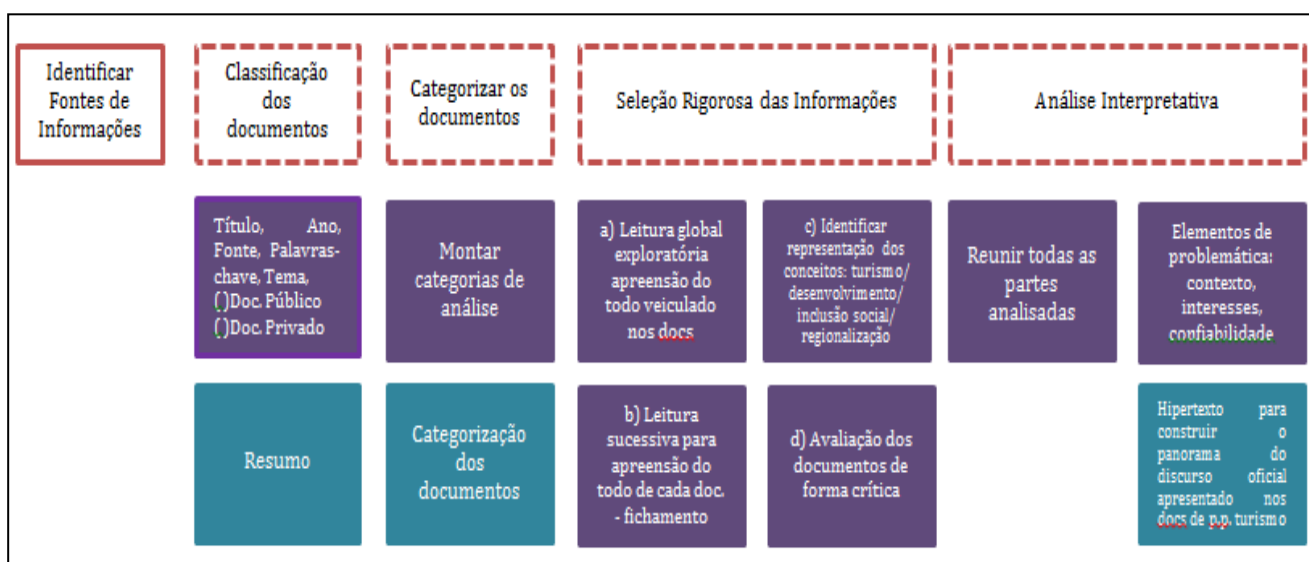 Identificar
Fontes de
Informações
Classificação
dos
documentos
Categorizar os
documentos
Seleção Rigorosa das Informações
Análise Interpretativa
Título, Ano,
Fonte, Palavras-
chave, Tema,
( )Doc. Público
( )Doc. Privado
Montar
categorias de
análise
a) Leitura global
exploratória
apreensão do
todo veiculado
nos docs
c) Identificar
representação dos
conceitos: turismo/
desenvolvimento/
inclusão social/
regionalização
Reunir todas as
partes
analisadas
Elementos de
problemática:
contexto,
interesses,
confiabilidade
Resumo
Categorização
dos
documentos
b) Leitura
sucessiva para
apreensão do
todo de cada doc.
- fichamento
d) Avaliação dos
documentos de
forma crítica
Hipertexto para
construir o
panorama do
discurso oficial
apresentado nos
docs de p.p. turismo